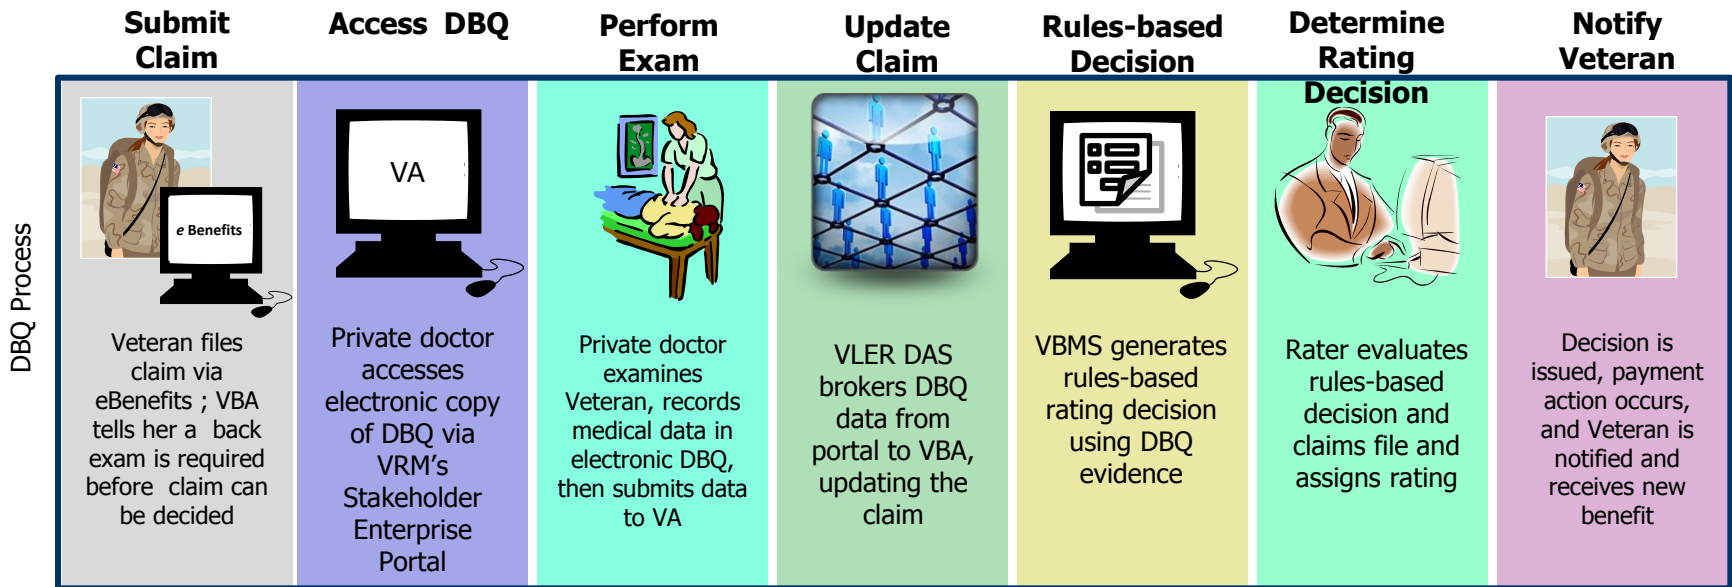 Submit
Claim
Access DBQ
Perform
Exam
Update
Claim
Rules-based
Decision
Determine
Rating
Decision
Notify
Veteran
DBQ Process
e Benefits
VA
Veteran files
claim via
eBenefits ; VBA
tells her a back
exam is required
before claim can
be decided
Private doctor
accesses
electronic copy
of DBQ via
VRM's
Stakeholder
Enterprise
Portal
Private doctor
examines
Veteran, records
medical data in
electronic DBQ,
then submits data
to VA
VLER DAS
brokers DBQ
data from
portal to VBA,
updating the
claim
VBMS generates
rules-based
rating decision
using DBQ
evidence
Rater evaluates
rules-based
decision and
claims file and
assigns rating
Decision is
issued, payment
action occurs,
and Veteran is
notified and
receives new
benefit